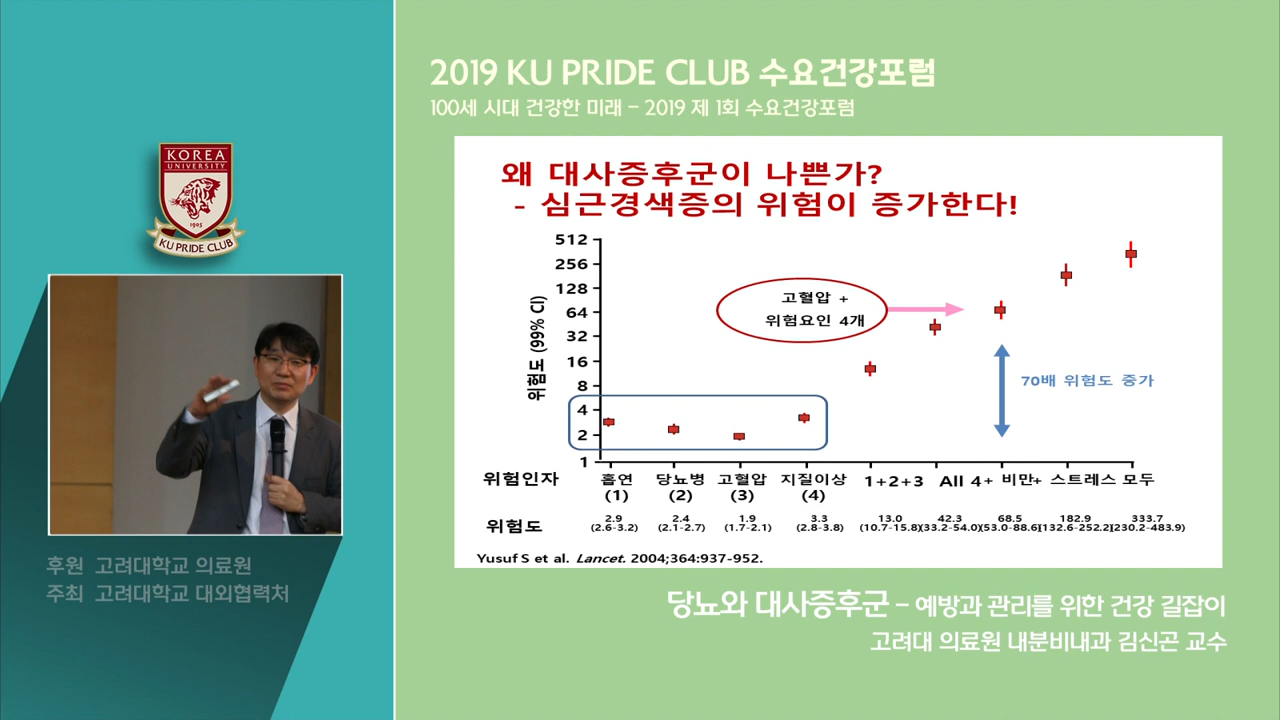 2019 KU PRIDE CLUB 수요건강포럼
100세 시대 건강한 미래 – 2019 제 1회 수요건강포럼
KOREA
UNIVERSITY
1905
KU PRIDE CLUB
왜 대사증후군이 나쁜가?
- 심근경색증의 위험이 증가한다!
위험도 (99% CI)
512
256
128
64
32
16
8
4
2
1
고혈압 +
위험요인 4개
70배 위험도 증가
위험인자 흡연 당뇨병 고혈압 지질이상 1+2+3 All 4+ 비만+ 스트레스 모두
(1) (2) (3) (4)
위험도 2.9 2.4 1.9 3.3 13.0 42.3 68.5 182.9 333.7
(2.6-3.2) (2.1-2.7) (1.7-2.1) (2.8-3.8) (10.7-15.8)(33.2-54.0)(53.0-88.6)(132.6-252.2)(230.2-483.9)
Yusuf S et al. Lancet. 2004;364:937-952.
후원 고려대학교 의료원
주최 고려대학교 대외협력처
당뇨와 대사증후군 – 예방과 관리를 위한 건강 길잡이
고려대 의료원 내분비내과 김신곤 교수